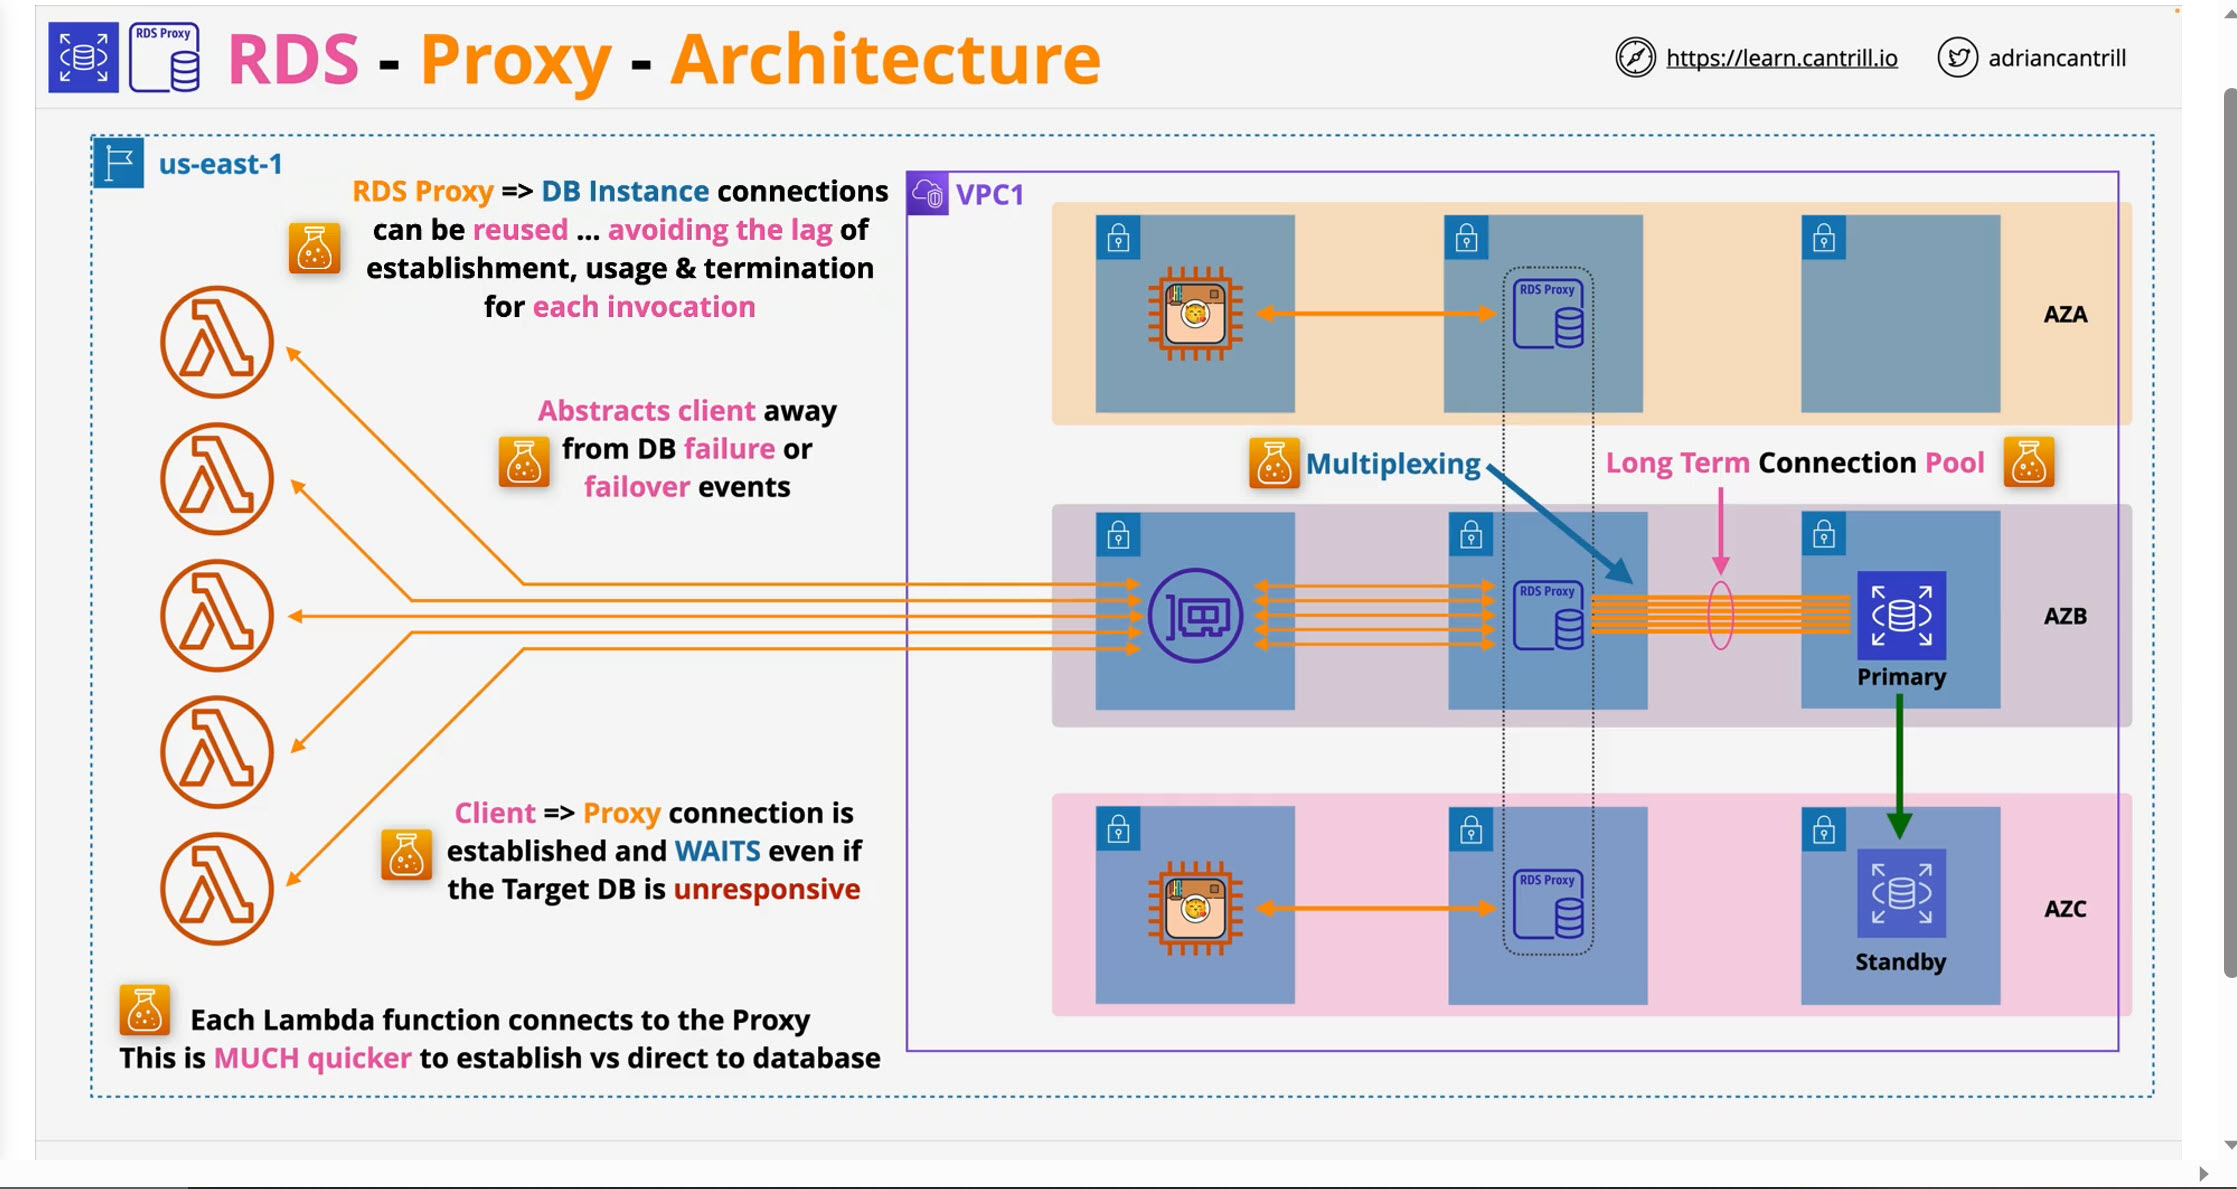 RDS Proxy
RDS - Proxy - Architecture
https://learn.cantrill.io
adriancantrill
us-east-1
RDS Proxy => DB Instance connections
can be reused ... avoiding the lag of
establishment, usage & termination
for each invocation
Abstracts client away
from DB failure or
failover events
Client => Proxy connection is
established and WAITS even if
the Target DB is unresponsive
Each Lambda function connects to the Proxy
This is MUCH quicker to establish vs direct to database
VPC1
RDS Proxy
AZA
Multiplexing
Long Term Connection Pool
RDS Proxy
Primary
AZB
RDS Proxy
Standby
AZC